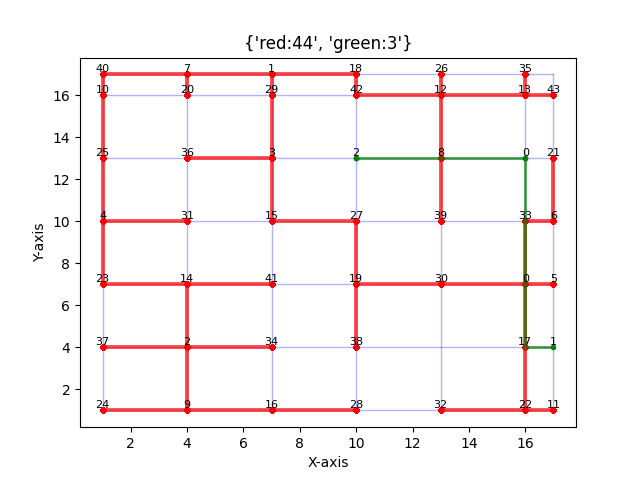 {'red:44', 'green:3'}
40 7 1 18 26 35
10 20 29 42 12 13 43
16
14
25 36 3 2 8 0 21
12
4 31 15 27 39 33 6
10
8
23 14 41 19 30 0 5
6
37 2 34 38 17 1
4
2
24 9 16 28 32 22 11
2 4 6 8 10 12 14 16
X-axis
Y-axis